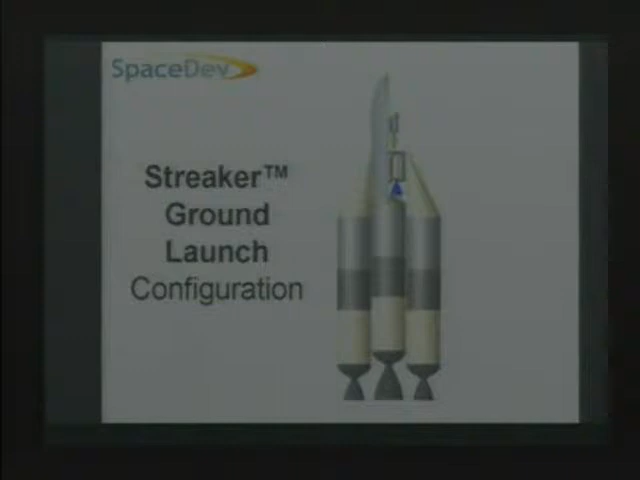 SpaceDev
Streaker™
Ground
Launch
Configuration